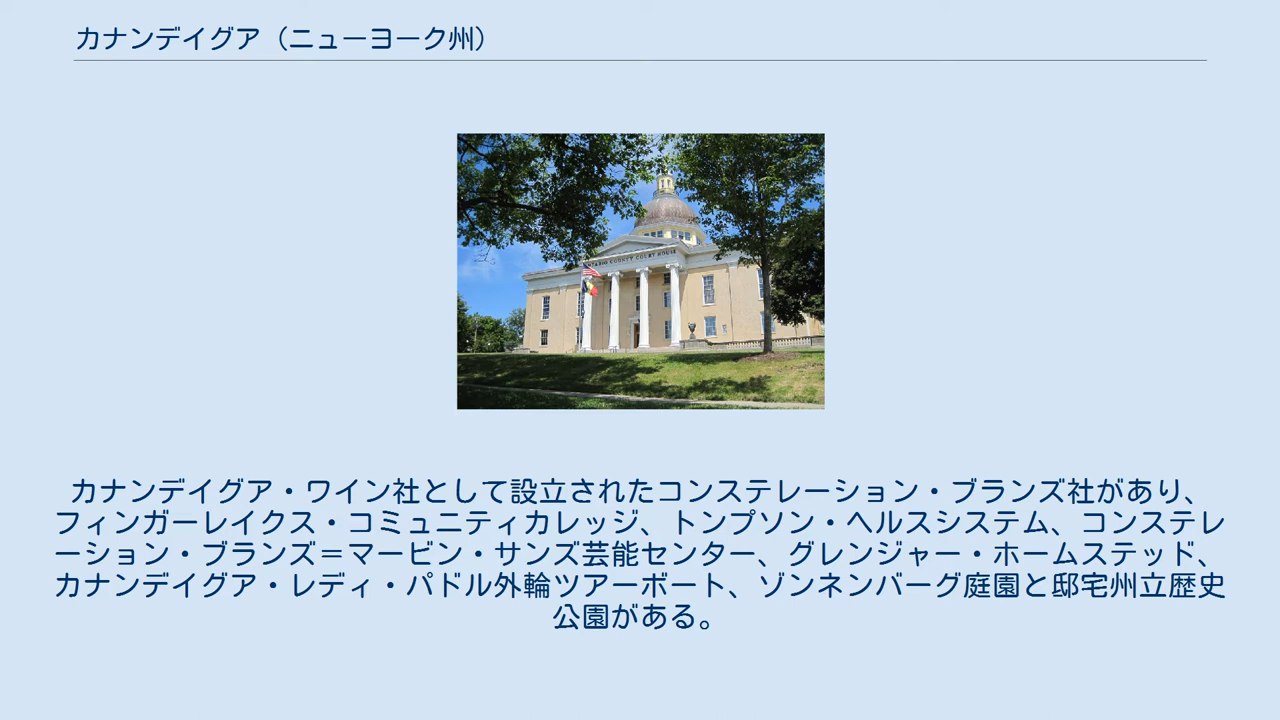 カナンデイグア（ニューヨーク州）
ONTARIO COUNTY COURT HOUSE
カナンデイグア・ワイン社として設立されたコンステレーション・ブランズ社があり、
フィンガーレイクス・コミュニティカレッジ、トンプソン・ヘルスシステム、コンステレ
ーション・ブランズ＝マービン・サンズ芸能センター、グレンジャー・ホームステッド、
カナンデイグア・レディ・パドル外輪ツアーボート、ゾンネンバーグ庭園と邸宅州立歴史
公園がある。